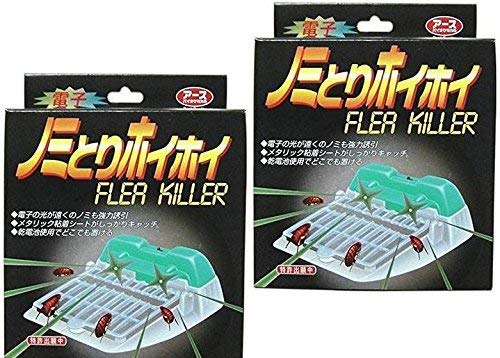 電子
アース
ノミとりホイホイ
FLEA KILLER
◆電子の光が遠くのノミも強力誘引
◆メタリック粘着シートがしっかりキャッチ。
◆乾電池使用でどこでも置ける
特許出願中
電子
アース
ノミとりホイホイ
FLEA KILLER
◆電子の光が遠くのノミも強力誘引
◆メタリック粘着シートがしっかりキャッチ。
◆乾電池使用でどこでも置ける
特許出願中